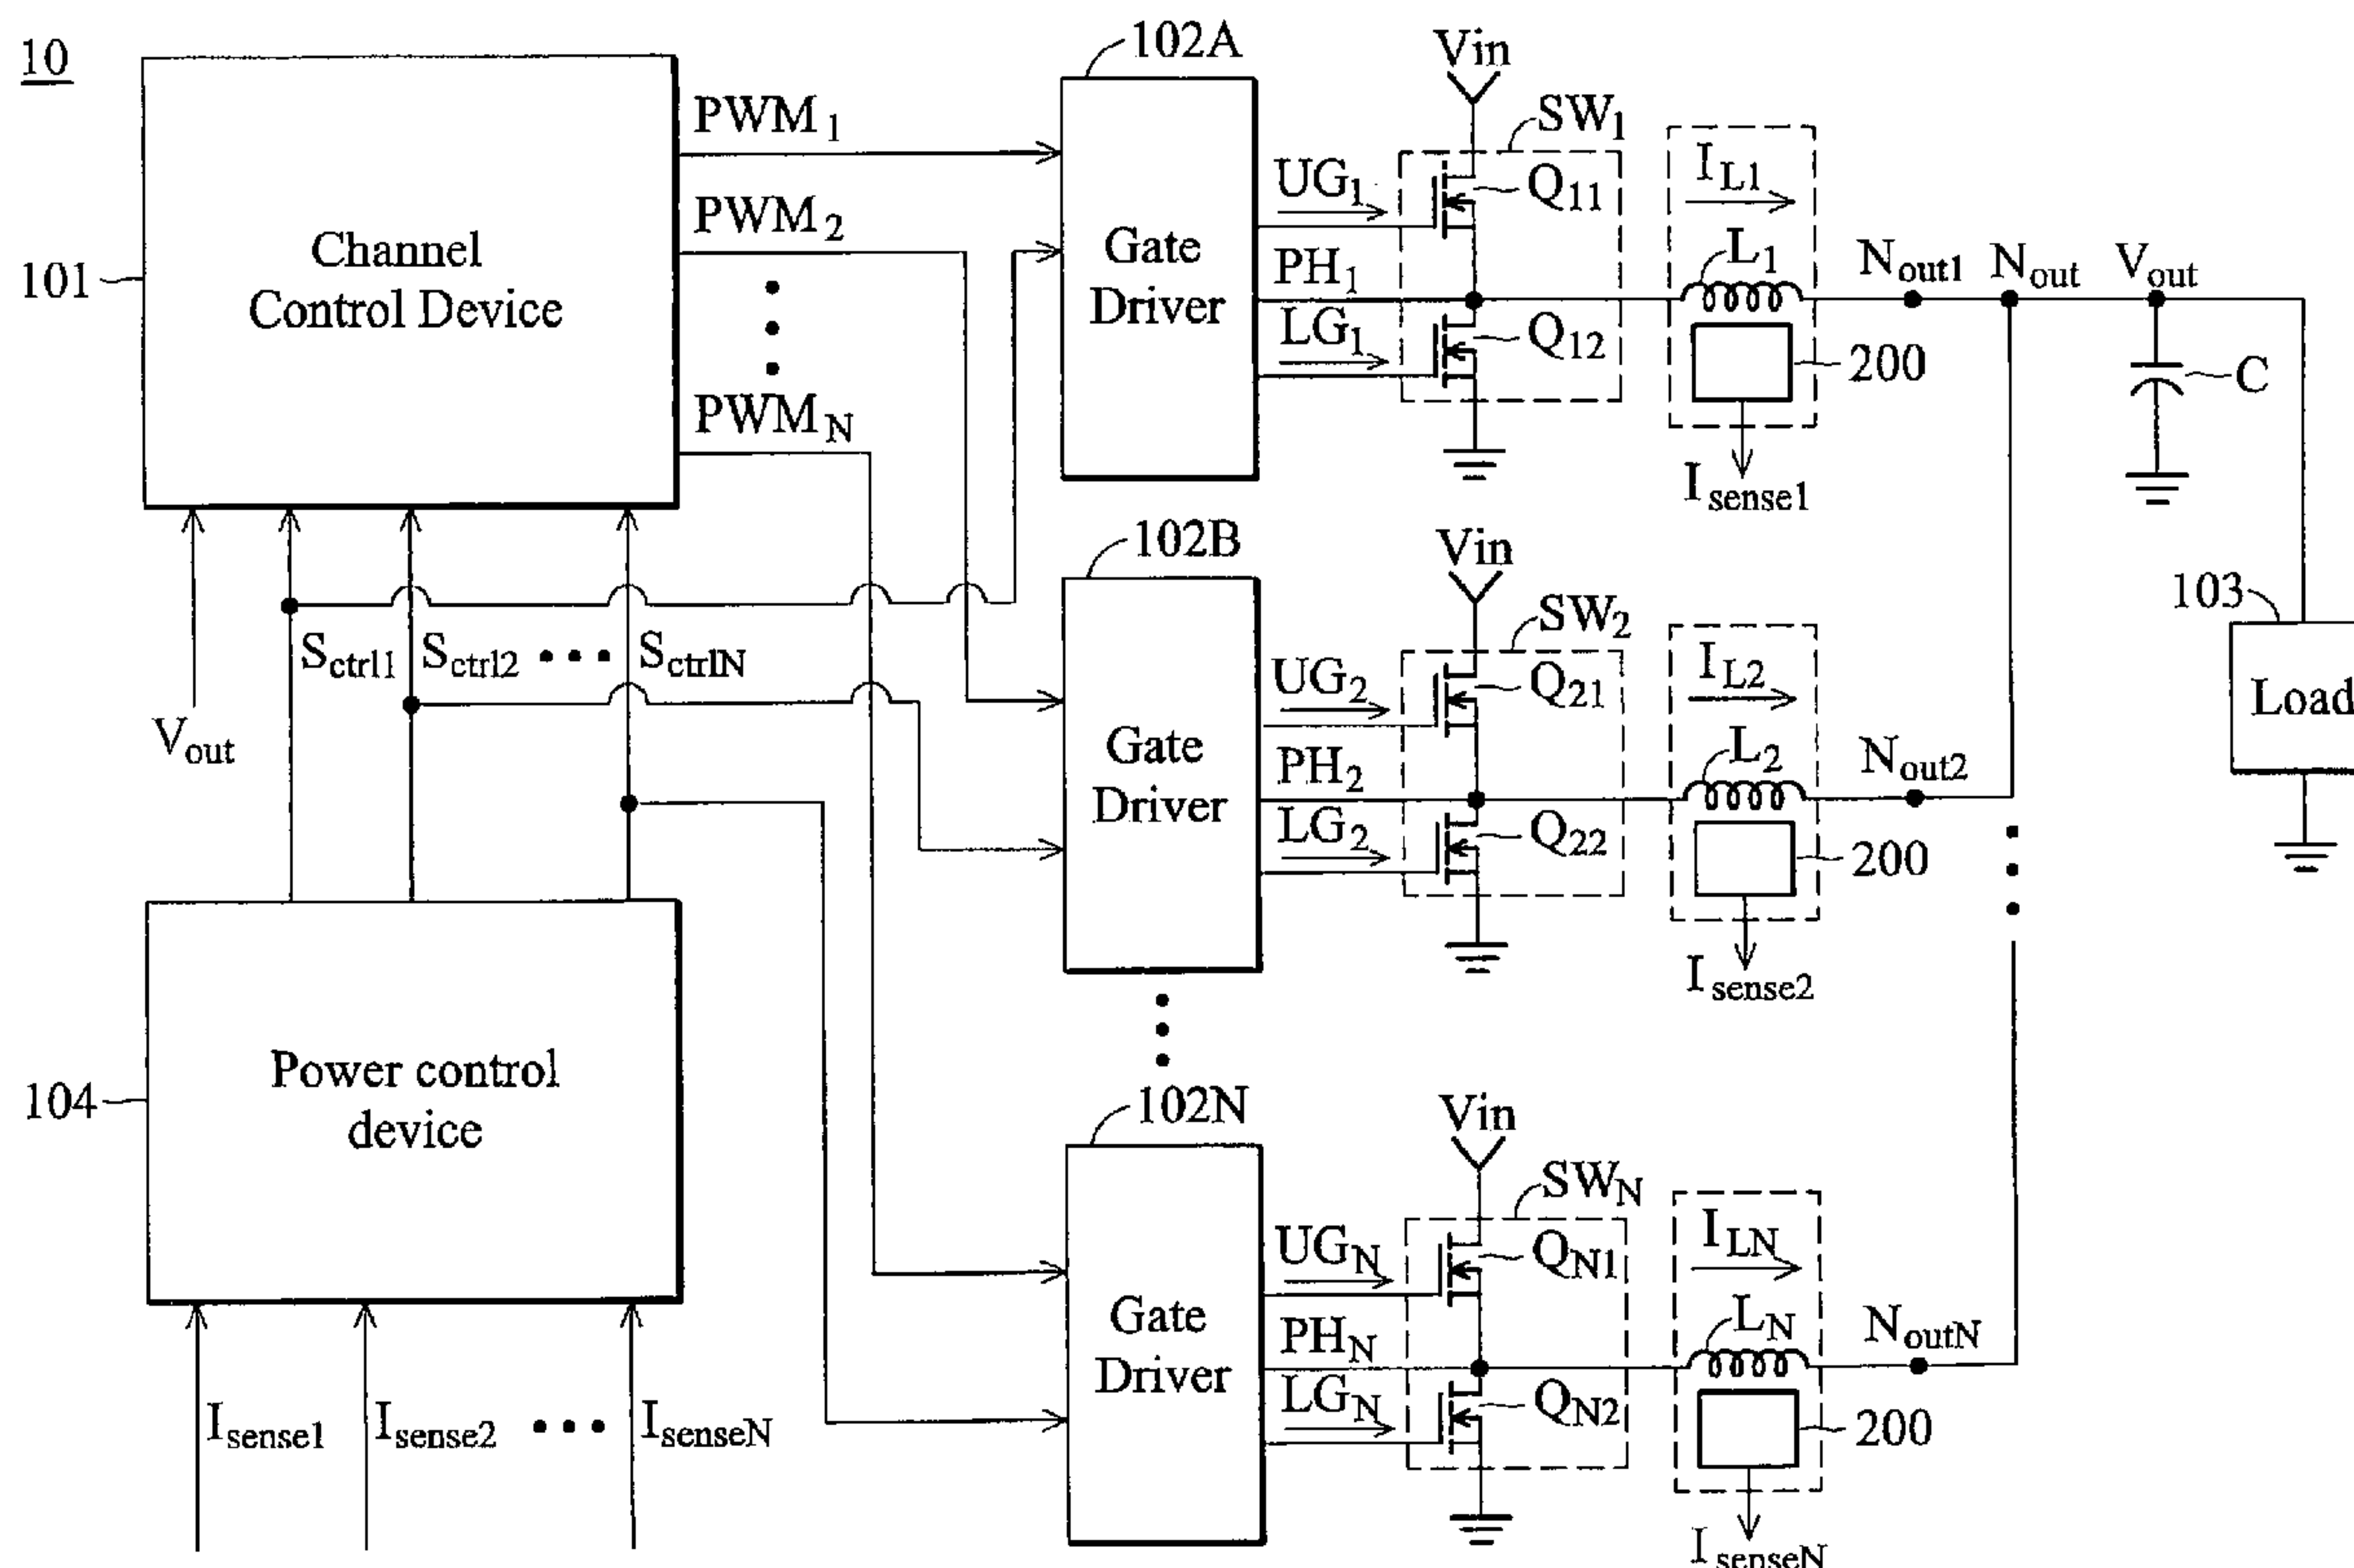 10
Channel
Control Device
101
PWM1
PWM2
PWMN
Vout
Sctrl1
Sctrl2
SctrlN
Power control
device
104
Isense1
Isense2
IsenseN
102A
Gate
Driver
UG1
PH1
LG1
Vin
SW1
Q11
Q12
IL1
L1
200
Isense1
Nout1
Nout
Vout
C
103
Load
102B
Gate
Driver
UG2
PH2
LG2
Vin
SW2
Q21
Q22
IL2
L2
200
Isense2
Nout2
102N
Gate
Driver
UGN
PHN
LGN
Vin
SWN
QN1
QN2
ILN
LN
200
IsenseN
NoutN